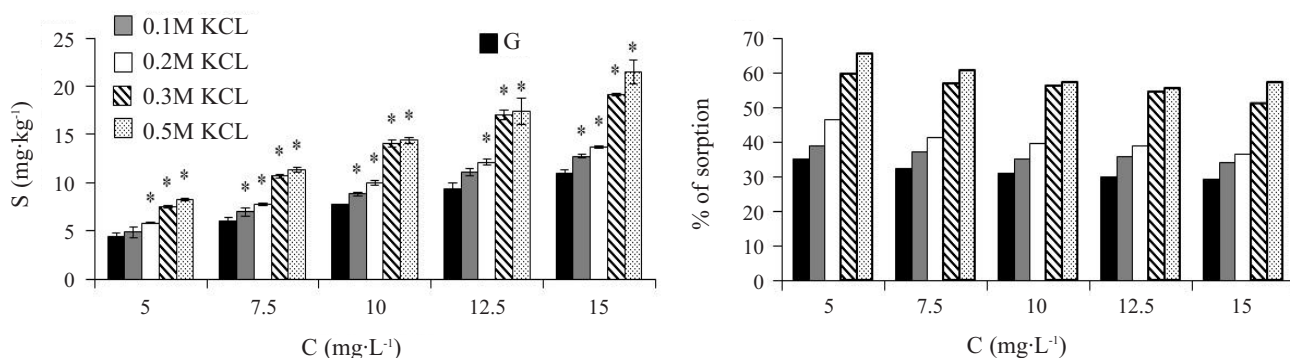 0.1M KCL
0.2M KCL
0.3M KCL
0.5M KCL
G
S (mg·kg⁻¹)
25
20
15
10
5
0
* * *
* * * *
* * * *
* * *
* * * *
5 7.5 10 12.5 15
C (mg·L⁻¹)
% of sorption
70
60
50
40
30
20
10
0
5 7.5 10 12.5 15
C (mg·L⁻¹)